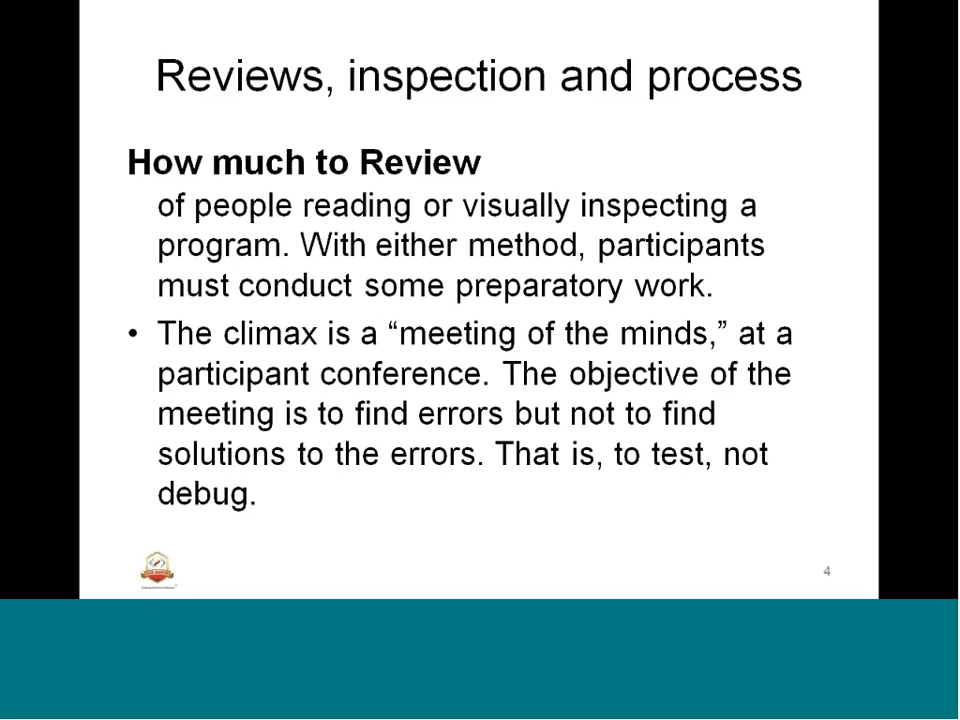 Reviews, inspection and process
How much to Review
of people reading or visually inspecting a
program. With either method, participants
must conduct some preparatory work.
• The climax is a “meeting of the minds,” at a
participant conference. The objective of the
meeting is to find errors but not to find
solutions to the errors. That is, to test, not
debug.
4